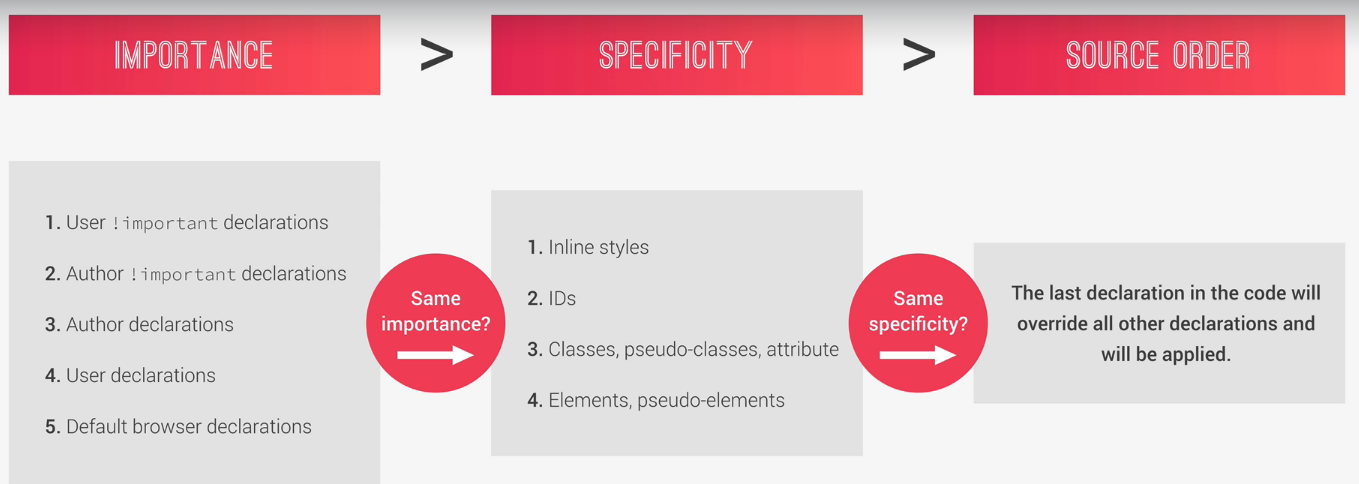 IMPORTANCE
>
SPECIFICITY
>
SOURCE ORDER
1. User !important declarations
2. Author !important declarations
3. Author declarations
4. User declarations
5. Default browser declarations
Same
importance?
1. Inline styles
2. IDs
3. Classes, pseudo-classes, attribute
4. Elements, pseudo-elements
Same
specificity?
The last declaration in the code will
override all other declarations and
will be applied.